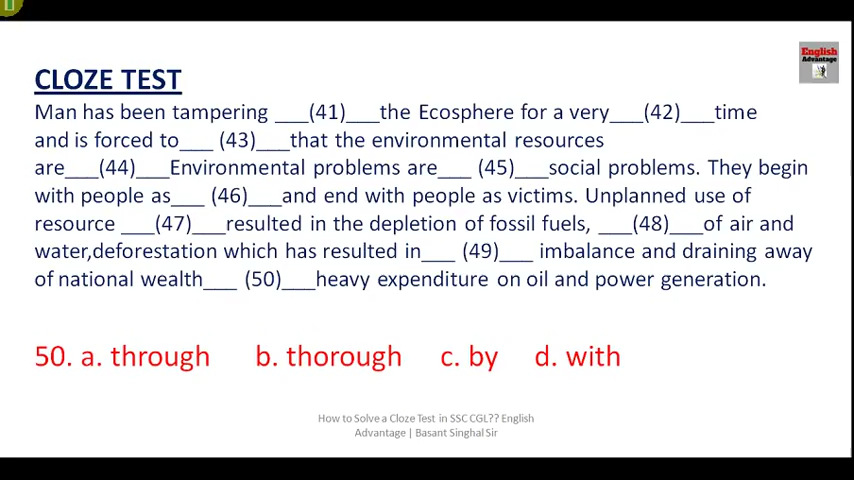 English
Advantage
CLOZE TEST
Man has been tampering ___(41)___the Ecosphere for a very___(42)___time
and is forced to___ (43)___that the environmental resources
are___(44)___Environmental problems are___ (45)___social problems. They begin
with people as___ (46)___and end with people as victims. Unplanned use of
resource ___(47)___resulted in the depletion of fossil fuels, ___(48)___of air and
water,deforestation which has resulted in___ (49)___ imbalance and draining away
of national wealth___ (50)___heavy expenditure on oil and power generation.
50. a. through b. thorough c. by d. with
How to Solve a Cloze Test in SSC CGL?? English
Advantage | Basant Singhal Sir